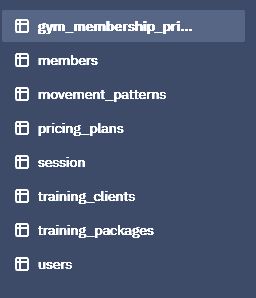 gym_membership_pri...
members
movement_patterns
pricing_plans
session
training_clients
training_packages
users